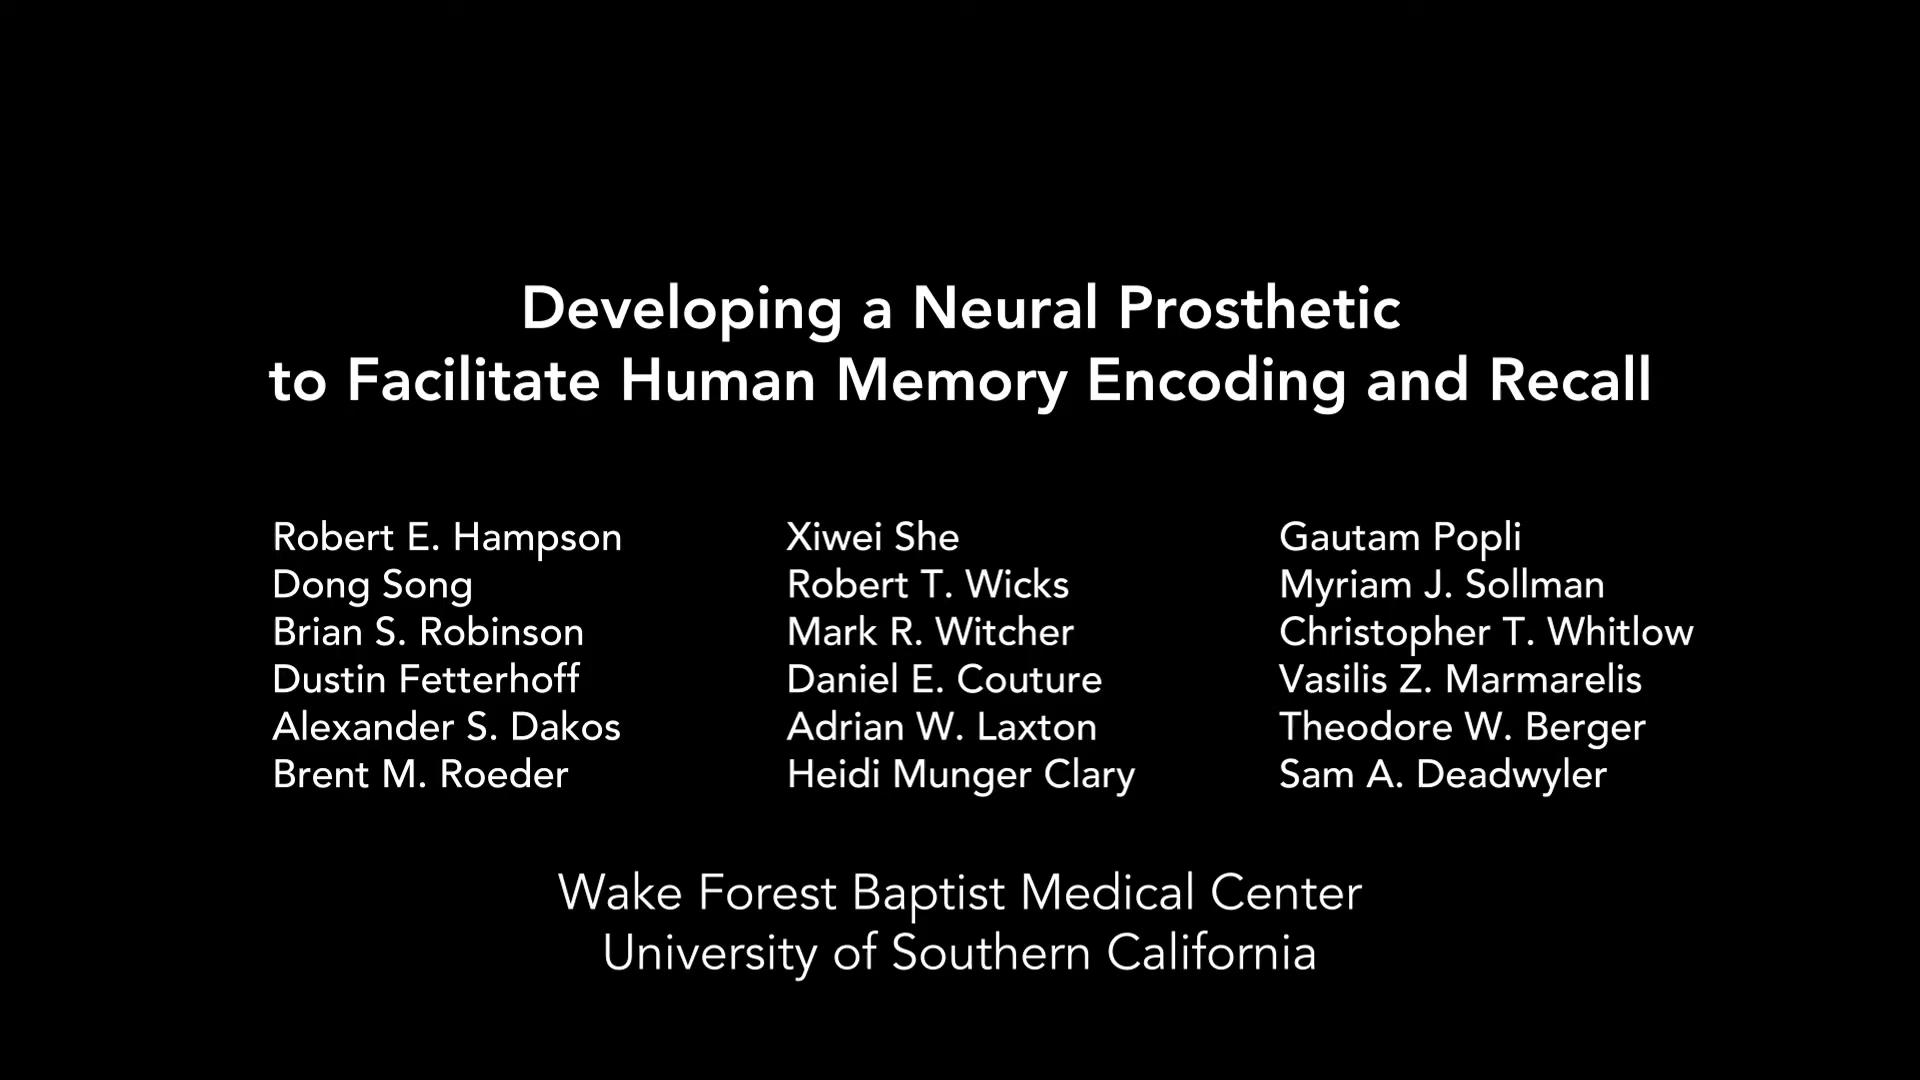 Developing a Neural Prosthetic
to Facilitate Human Memory Encoding and Recall
Robert E. Hampson
Dong Song
Brian S. Robinson
Dustin Fetterhoff
Alexander S. Dakos
Brent M. Roeder
Xiwei She
Robert T. Wicks
Mark R. Witcher
Daniel E. Couture
Adrian W. Laxton
Heidi Munger Clary
Gautam Popli
Myriam J. Sollman
Christopher T. Whitlow
Vasilis Z. Marmarelis
Theodore W. Berger
Sam A. Deadwyler
Wake Forest Baptist Medical Center
University of Southern California